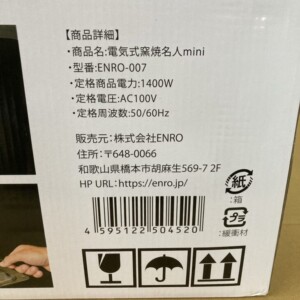 【商品詳細】
・商品名:電気式窯焼名人mini
・型番:ENRO-007
・定格商品電力:1400W
・定格電圧:AC100V
・定格周波数:50/60Hz
販売元:株式会社ENRO
住所:〒648-0066
和歌山県橋本市胡麻生569-7 2F
HP URL:https://enro.jp/
4 595122 504520
紙
:箱
プラ
:緩衝材